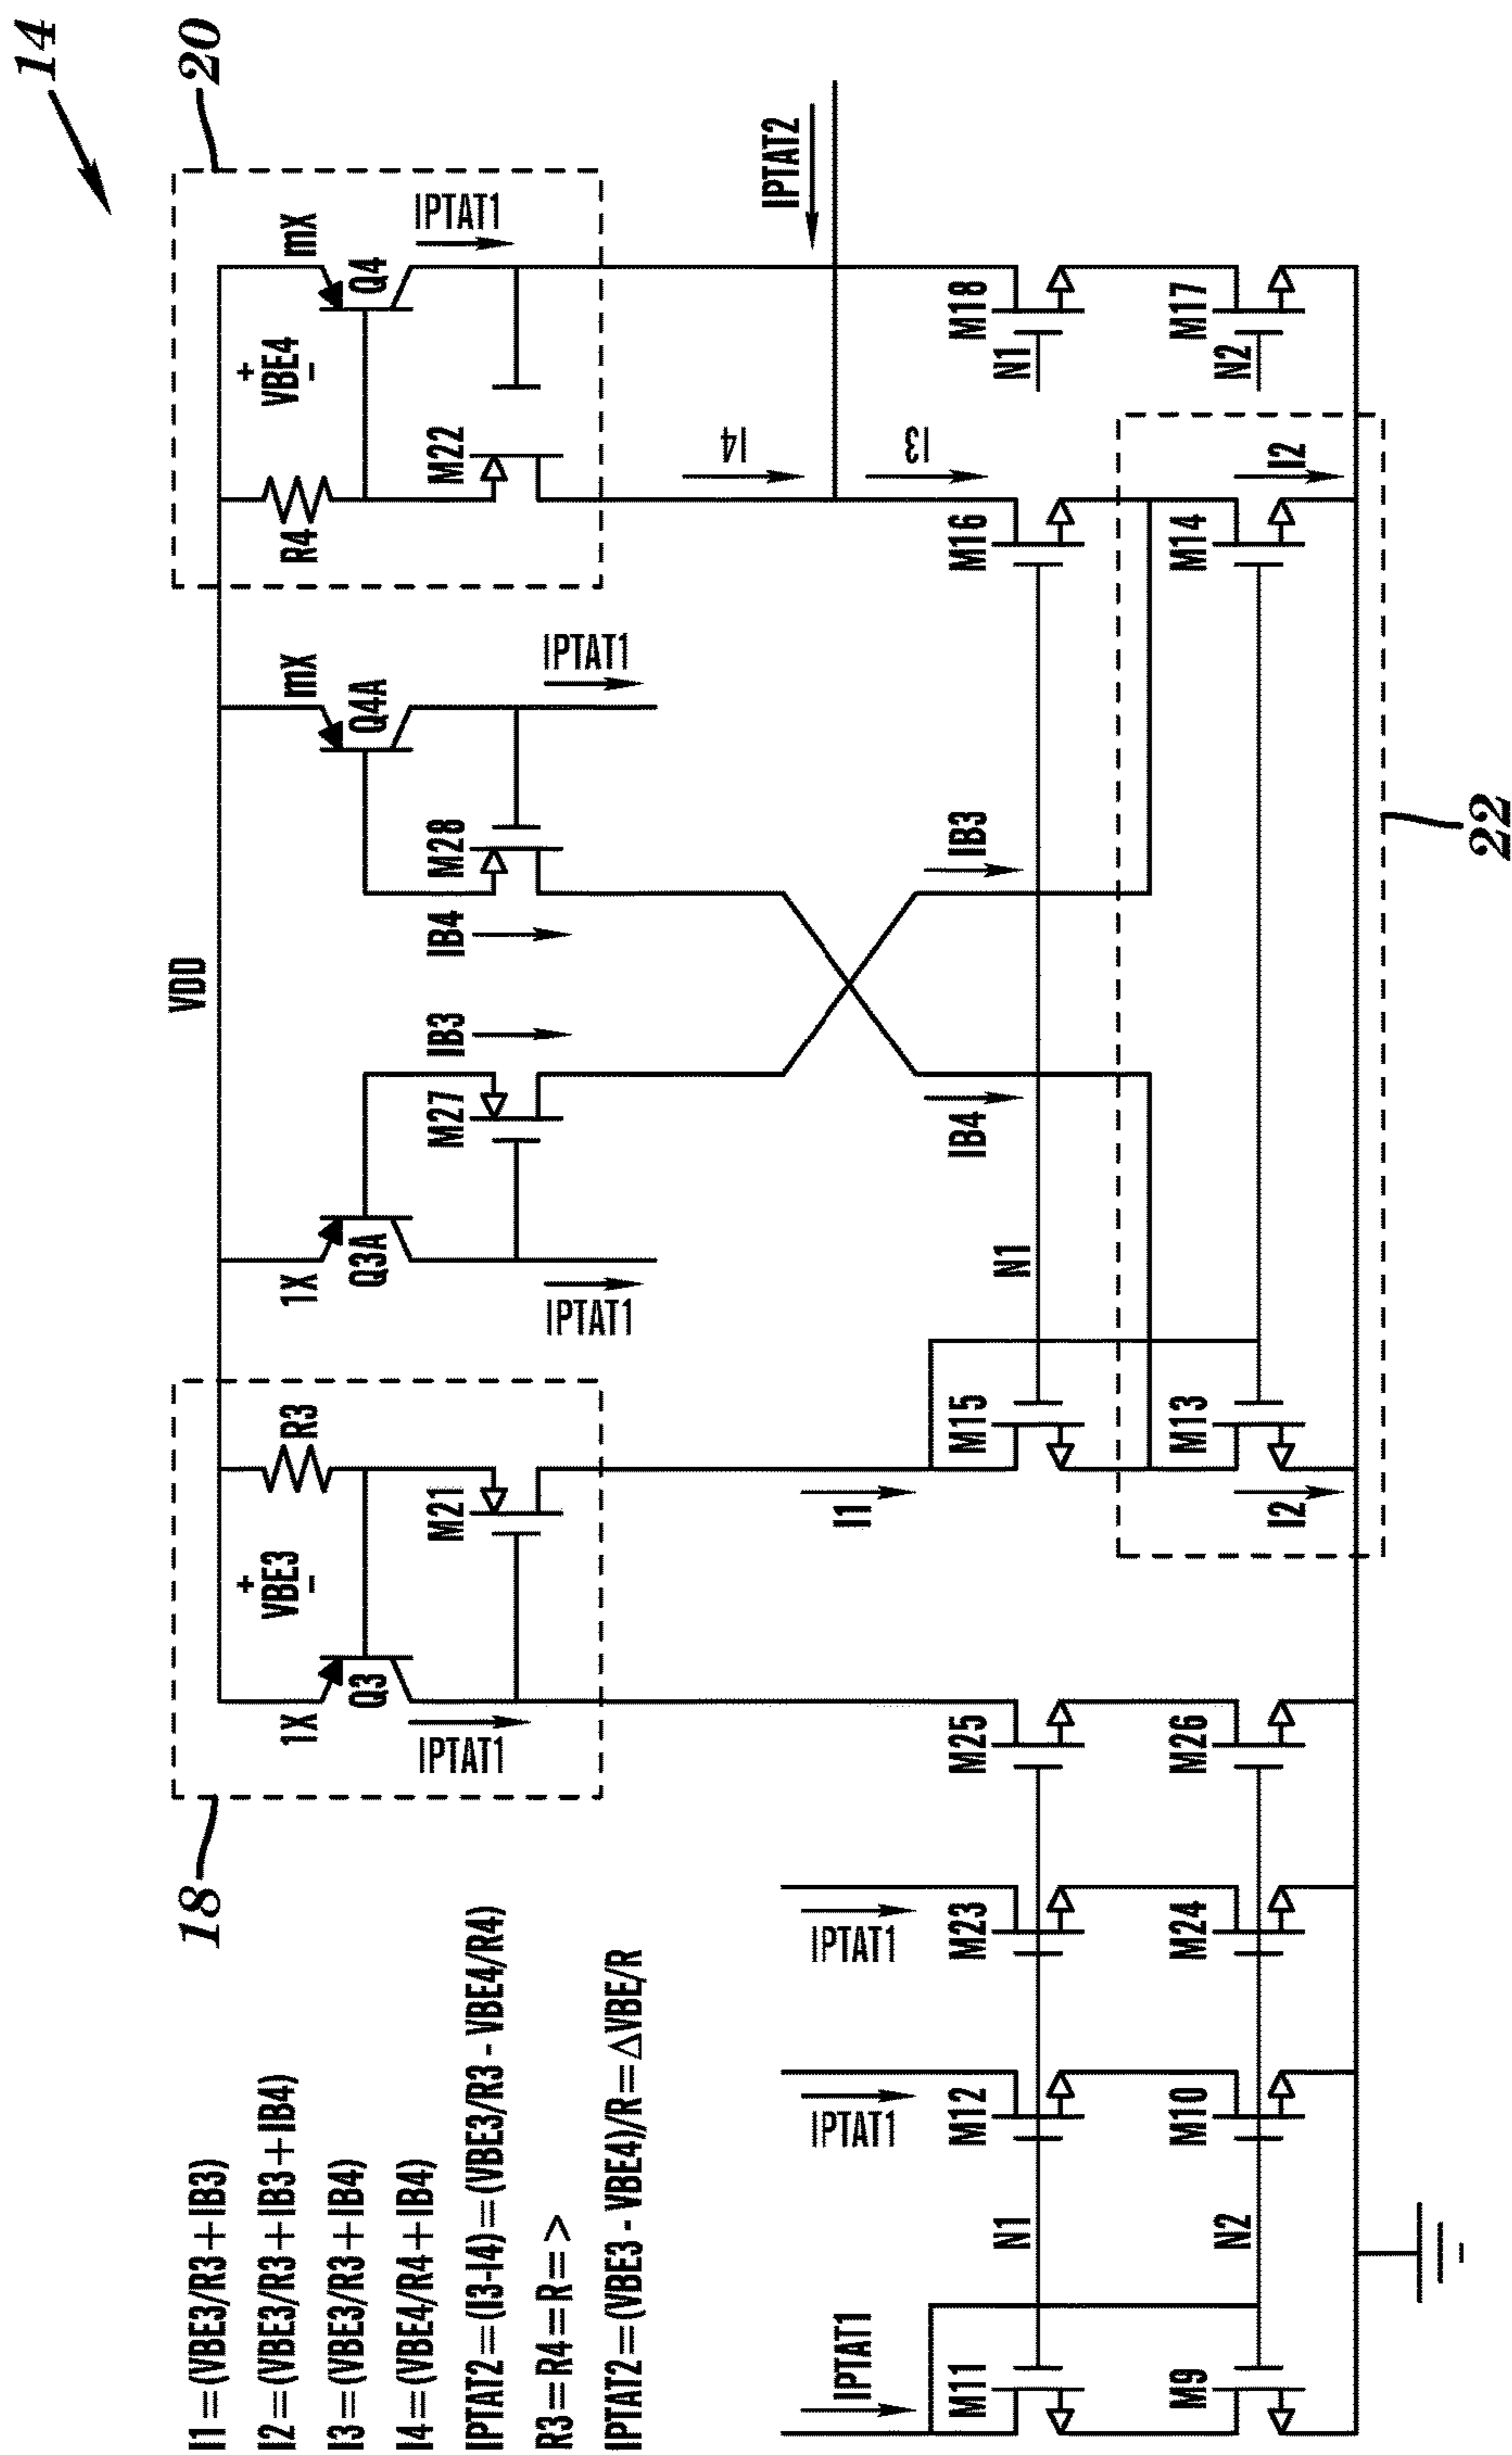 14
20
18
22
VDD
I1=(VBE3/R3+IB3)
I2=(VBE3/R3+IB3+IB4)
I3=(VBE3/R3+IB4)
I4=(VBE4/R4+IB4)
IPTAT2=(I3-I4)=(VBE3/R3 - VBE4/R4)
R3=R4=R=>
IPTAT2=(VBE3 - VBE4)/R=△VBE/R
1X
Q3
+
VBE3
−
R3
M21
IPTAT1
1X
Q3A
M27
IB3
IPTAT1
mX
Q4A
M28
IB4
IPTAT1
R4
+
VBE4
−
mX
Q4
M22
IPTAT1
IPTAT2
I4
I3
I1
IB4
IB3
IPTAT1
IPTAT1
IPTAT1
M11
N1
M12
M23
M25
M15
N1
M16
N1
M18
M9
N2
M10
M24
M26
M13
M14
N2
M17
I2
I2